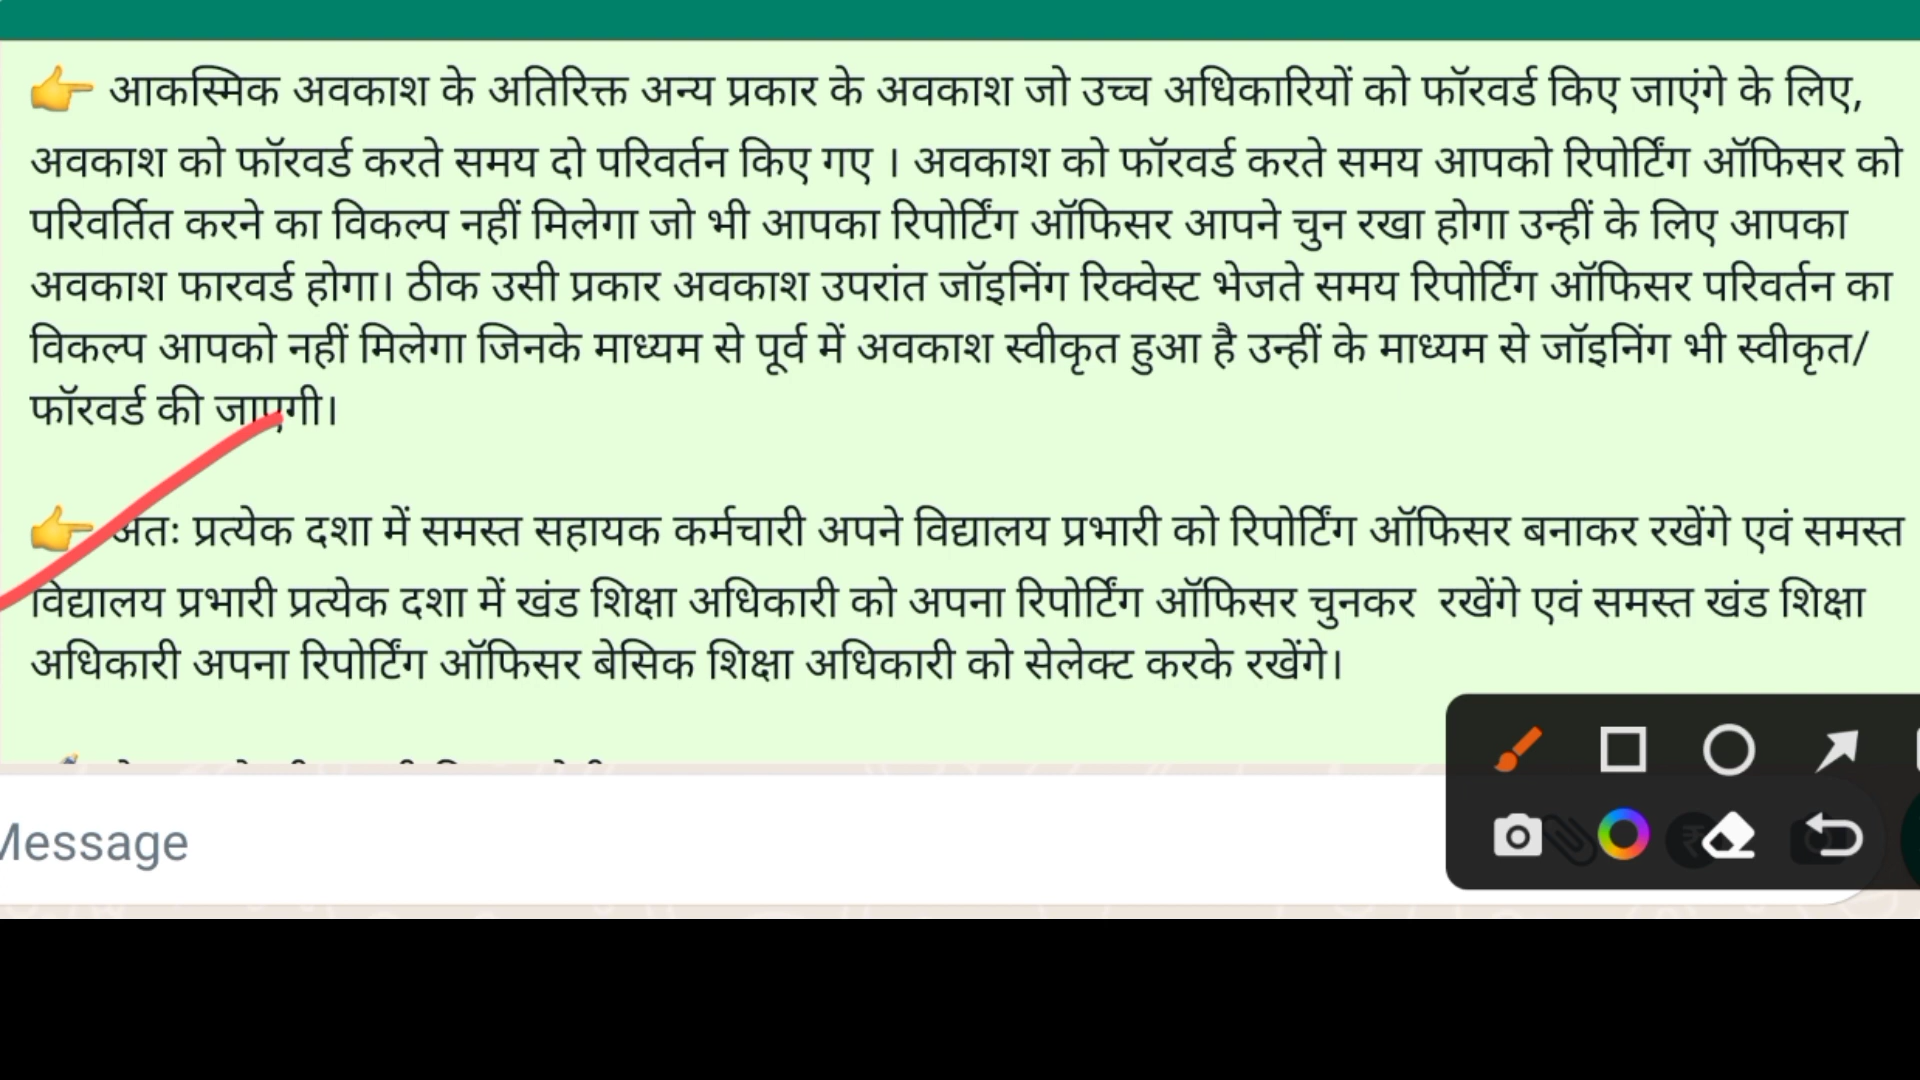 👉 आकस्मिक अवकाश के अतिरिक्त अन्य प्रकार के अवकाश जो उच्च अधिकारियों को फॉरवर्ड किए जाएंगे के लिए,
अवकाश को फॉरवर्ड करते समय दो परिवर्तन किए गए । अवकाश को फॉरवर्ड करते समय आपको रिपोर्टिंग ऑफिसर को
परिवर्तित करने का विकल्प नहीं मिलेगा जो भी आपका रिपोर्टिंग ऑफिसर आपने चुन रखा होगा उन्हीं के लिए आपका
अवकाश फारवर्ड होगा। ठीक उसी प्रकार अवकाश उपरांत जॉइनिंग रिक्वेस्ट भेजते समय रिपोर्टिंग ऑफिसर परिवर्तन का
विकल्प आपको नहीं मिलेगा जिनके माध्यम से पूर्व में अवकाश स्वीकृत हुआ है उन्हीं के माध्यम से जॉइनिंग भी स्वीकृत/
फॉरवर्ड की जाएगी।
👉 अतः प्रत्येक दशा में समस्त सहायक कर्मचारी अपने विद्यालय प्रभारी को रिपोर्टिंग ऑफिसर बनाकर रखेंगे एवं समस्त
विद्यालय प्रभारी प्रत्येक दशा में खंड शिक्षा अधिकारी को अपना रिपोर्टिंग ऑफिसर चुनकर  रखेंगे एवं समस्त खंड शिक्षा
अधिकारी अपना रिपोर्टिंग ऑफिसर बेसिक शिक्षा अधिकारी को सेलेक्ट करके रखेंगे।
Message